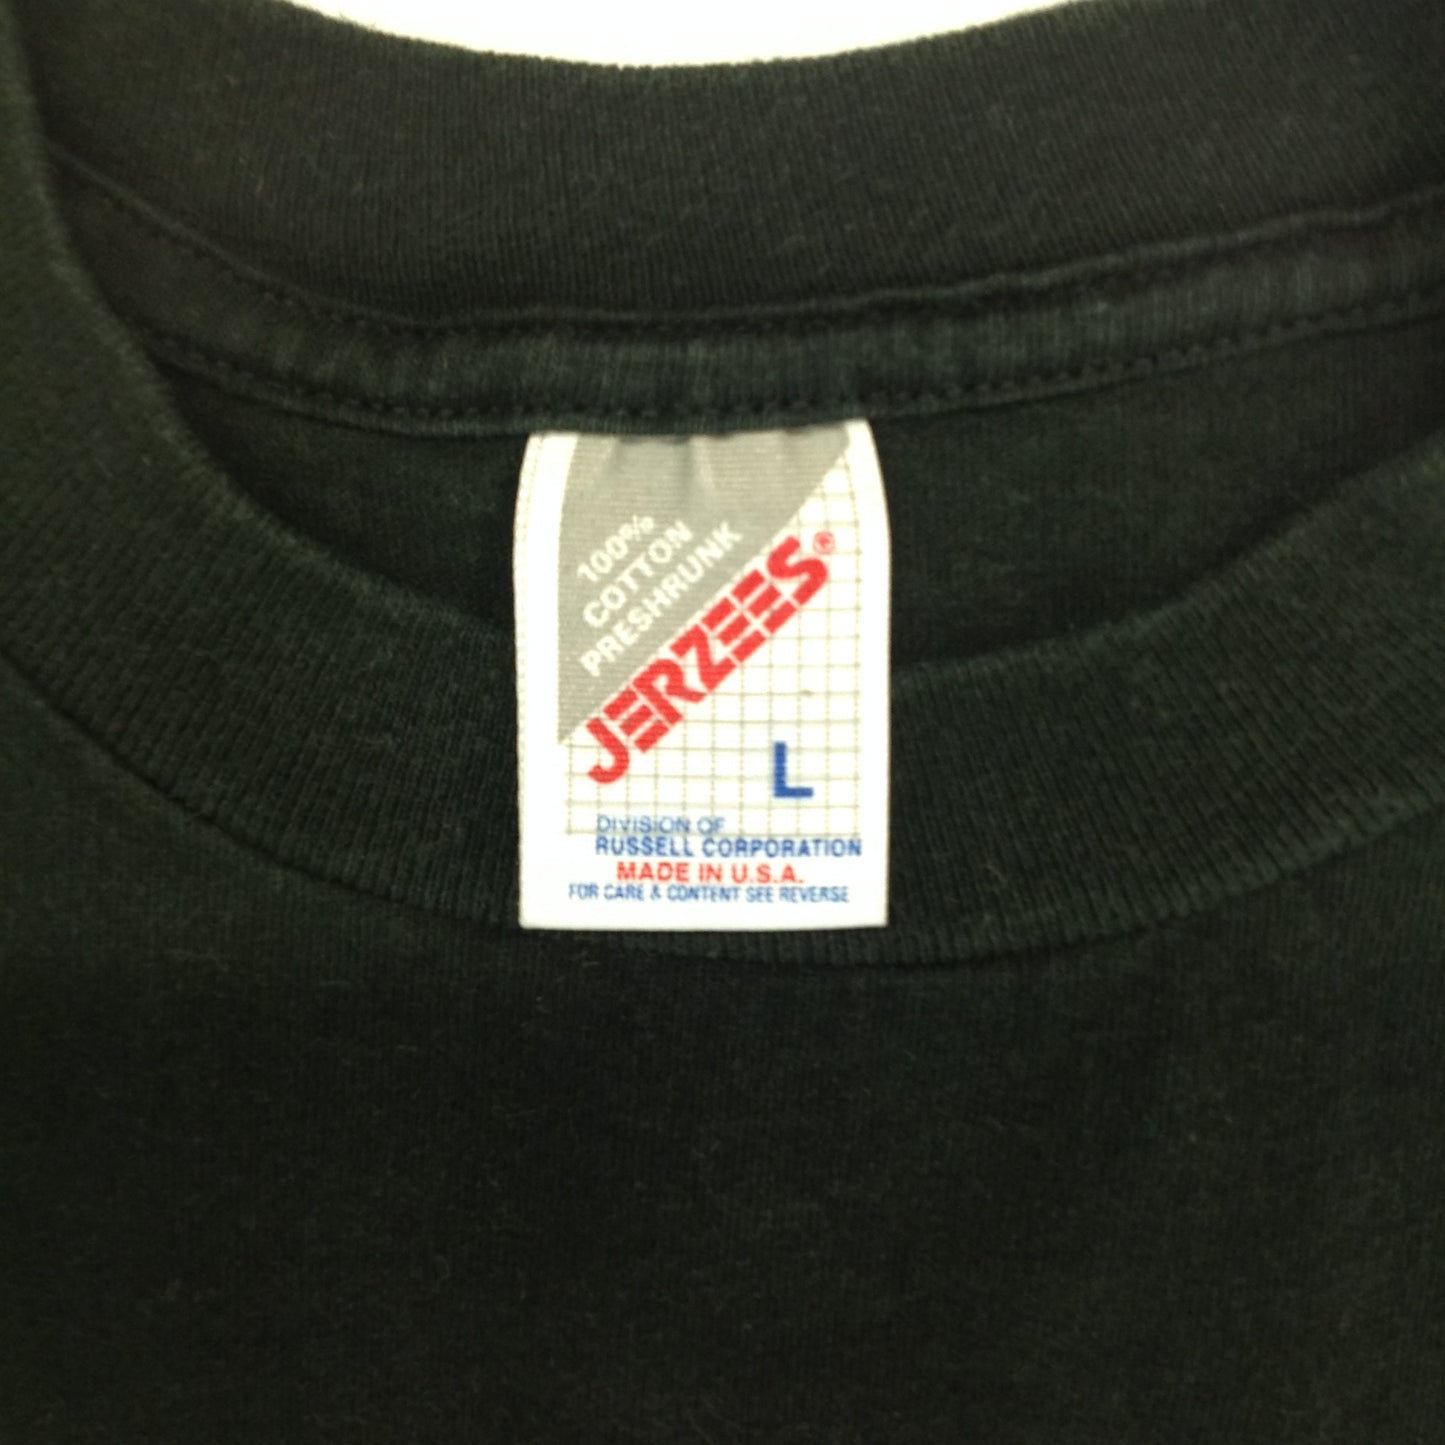 100%
COTTON
PRESHRUNK
JERZEES®
L
DIVISION OF
RUSSELL CORPORATION
MADE IN U.S.A.
FOR CARE & CONTENT SEE REVERSE